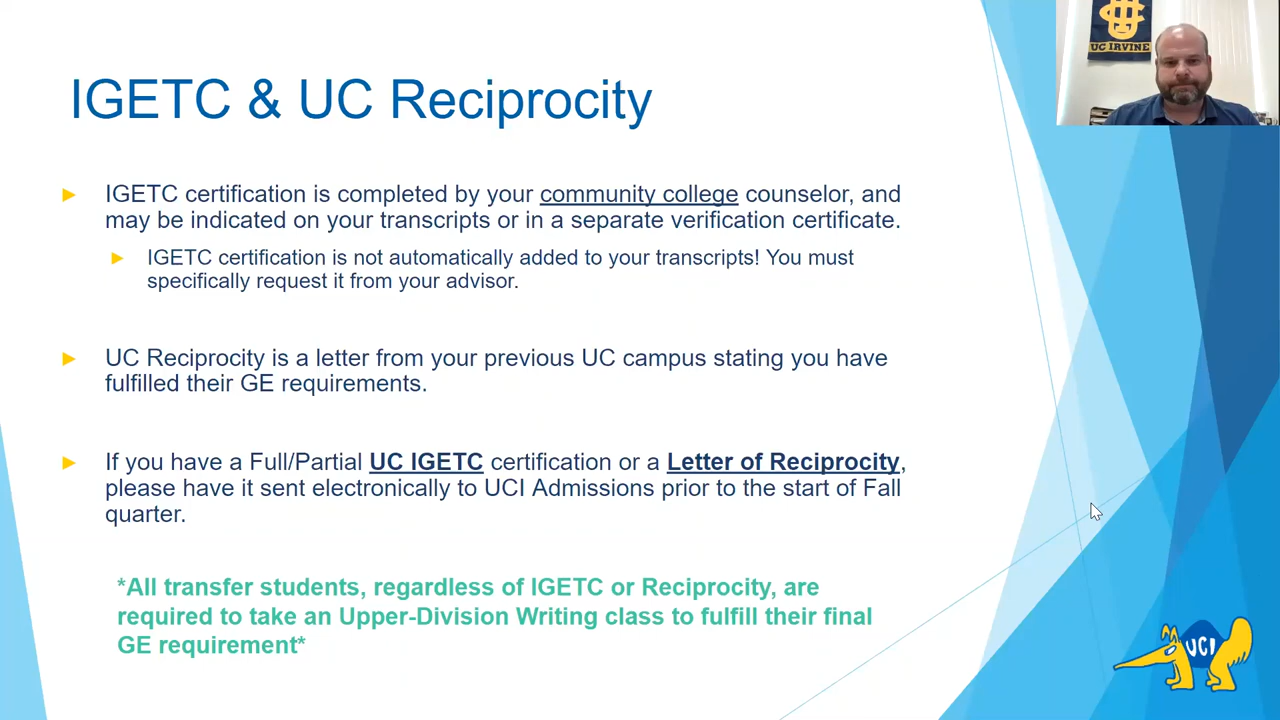 UC IRVINE
IGETC & UC Reciprocity
IGETC certification is completed by your community college counselor, and
may be indicated on your transcripts or in a separate verification certificate.
IGETC certification is not automatically added to your transcripts! You must
specifically request it from your advisor.
UC Reciprocity is a letter from your previous UC campus stating you have
fulfilled their GE requirements.
If you have a Full/Partial UC IGETC certification or a Letter of Reciprocity,
please have it sent electronically to UCI Admissions prior to the start of Fall
quarter.
*All transfer students, regardless of IGETC or Reciprocity, are
required to take an Upper-Division Writing class to fulfill their final
GE requirement*
UCI